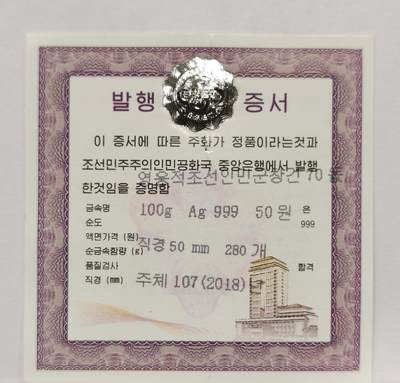 발행 증서
이 증서에 따른 주화가 정품이라는것과
조선민주주의인민공화국 중앙은행에서 발행
영웅적조선인민군창건 70돐
한것임을 증명함
금속명 100g Ag 999 50원 은
순도 999
액면가격 (원)
순금속함량 (g) 직경 50 mm 280개
품질검사 합격
직경 (mm) 주체 107(2018)년